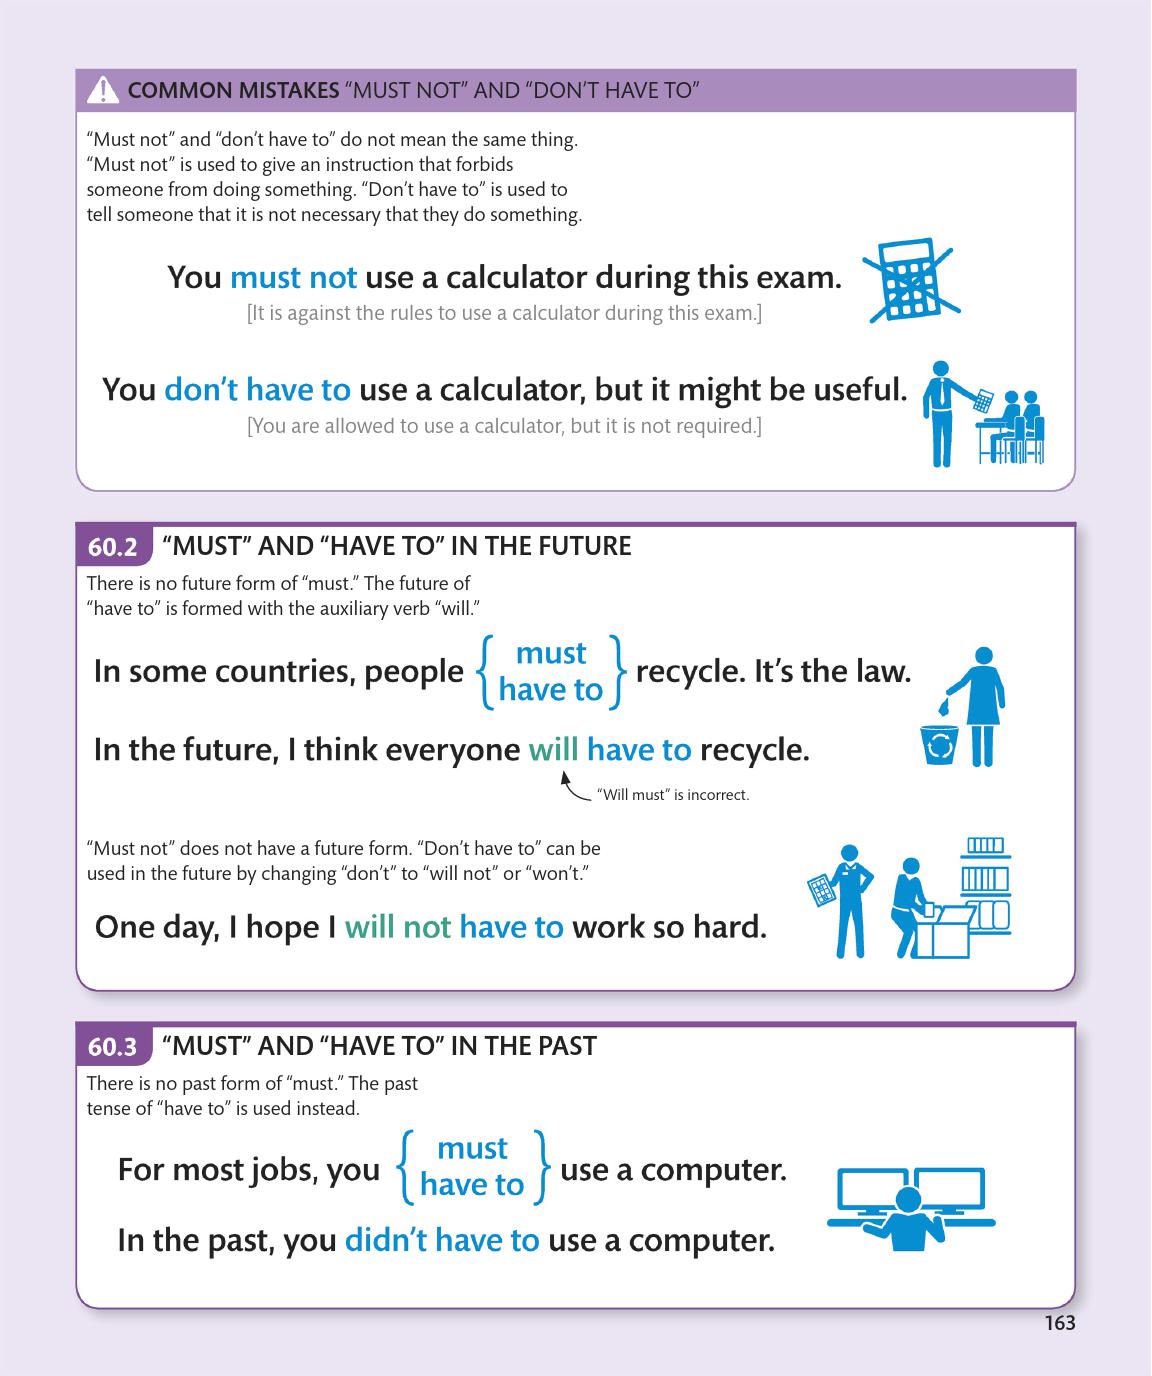 COMMON MISTAKES “MUST NOT” AND “DON’T HAVE TO”
“Must not” and “don’t have to” do not mean the same thing.
“Must not” is used to give an instruction that forbids
someone from doing something. “Don’t have to” is used to
tell someone that it is not necessary that they do something.
You must not use a calculator during this exam.
[It is against the rules to use a calculator during this exam.]
You don’t have to use a calculator, but it might be useful.
[You are allowed to use a calculator, but it is not required.]
60.2 “MUST” AND “HAVE TO” IN THE FUTURE
There is no future form of “must.” The future of
“have to” is formed with the auxiliary verb “will.”
In some countries, people { must / have to } recycle. It’s the law.
In the future, I think everyone will have to recycle.
“Will must” is incorrect.
“Must not” does not have a future form. “Don’t have to” can be
used in the future by changing “don’t” to “will not” or “won’t.”
One day, I hope I will not have to work so hard.
60.3 “MUST” AND “HAVE TO” IN THE PAST
There is no past form of “must.” The past
tense of “have to” is used instead.
For most jobs, you { must / have to } use a computer.
In the past, you didn’t have to use a computer.
163